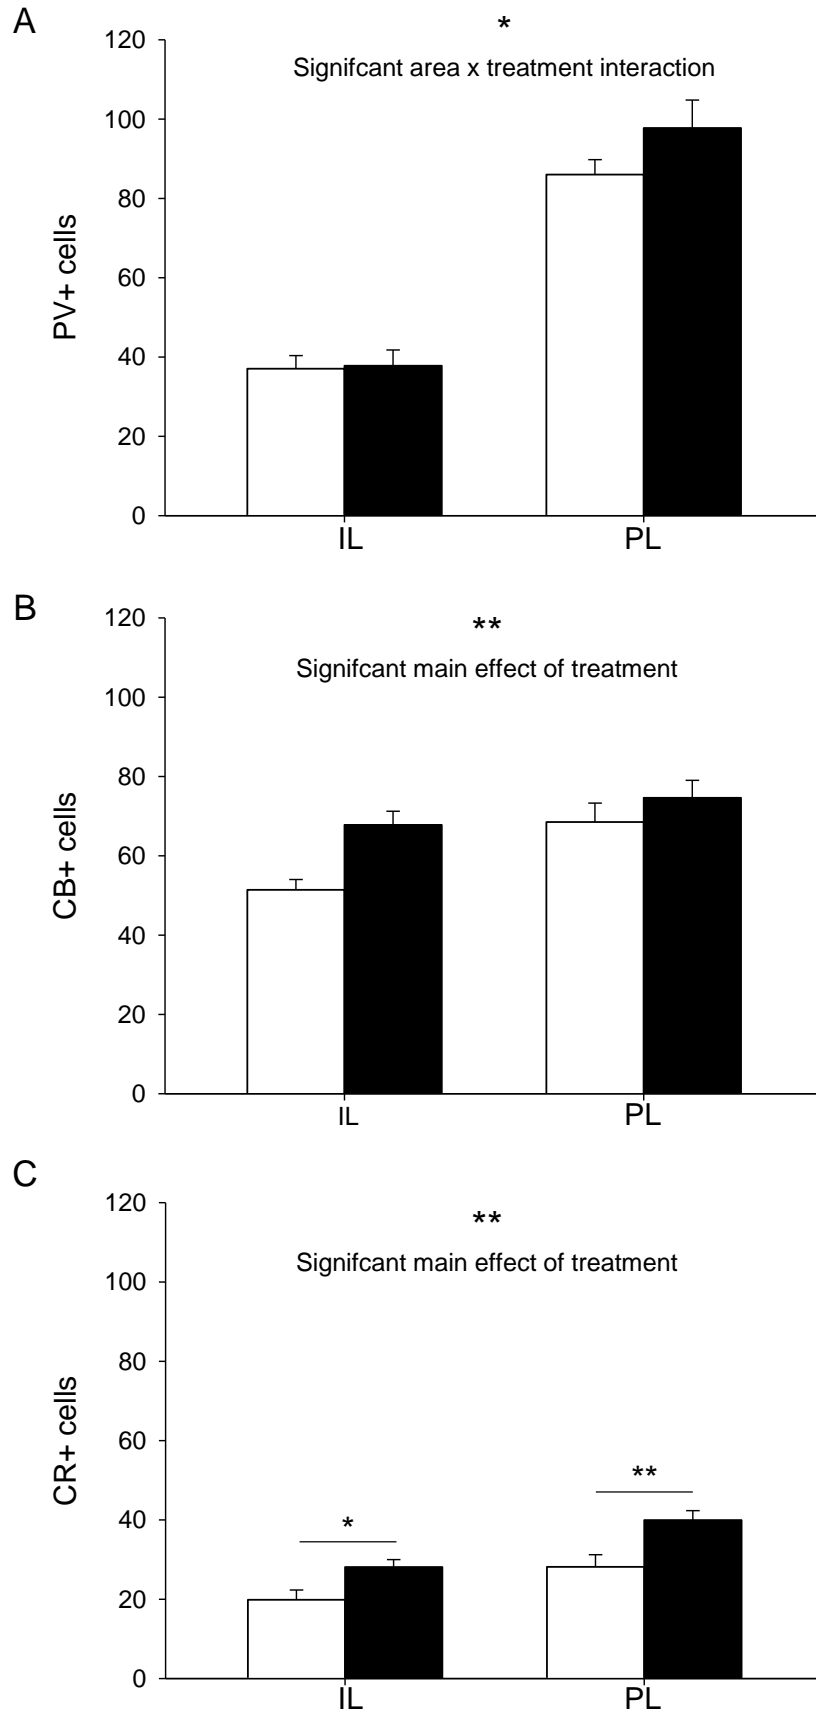 A
*
Signifcant area x treatment interaction
120
100
80
60
40
20
0
PV+ cells
IL PL
B
**
Signifcant main effect of treatment
120
100
80
60
40
20
0
CB+ cells
IL PL
C
**
Signifcant main effect of treatment
120
100
80
60
40
20
0
CR+ cells
*
**
IL PL